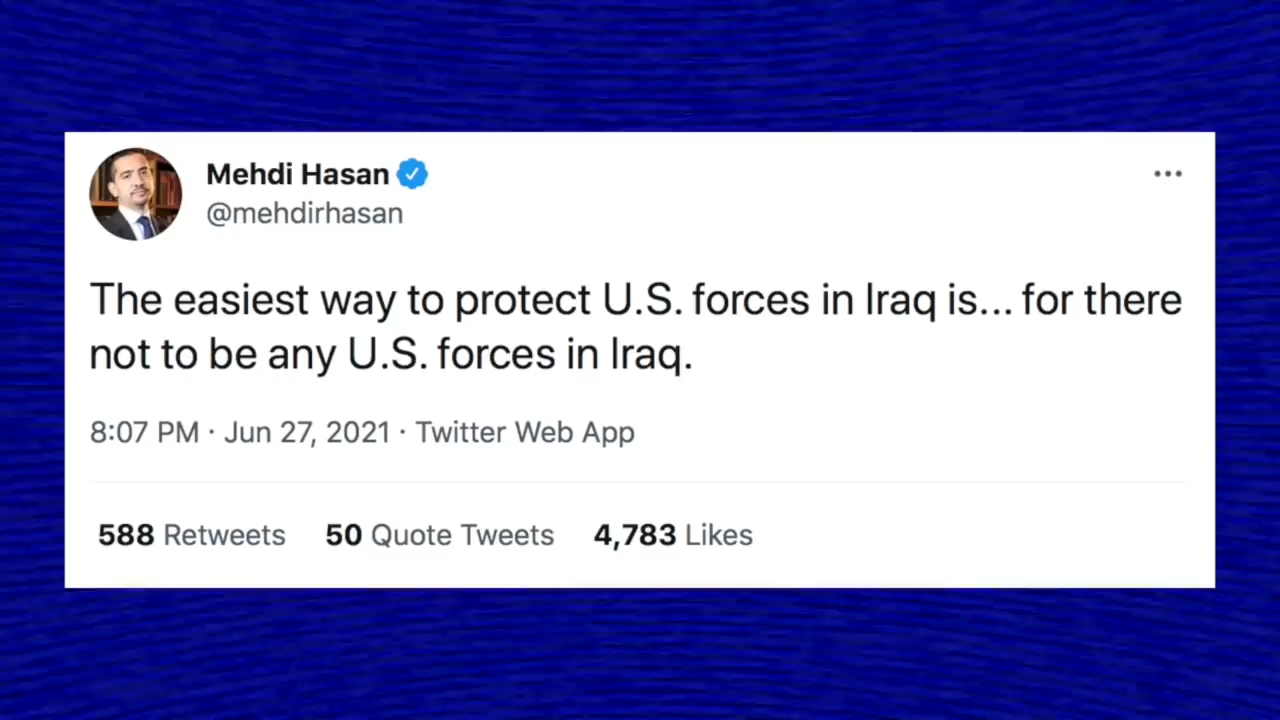 Mehdi Hasan
@mehdirhasan
The easiest way to protect U.S. forces in Iraq is... for there
not to be any U.S. forces in Iraq.
8:07 PM · Jun 27, 2021 · Twitter Web App
588 Retweets 50 Quote Tweets 4,783 Likes